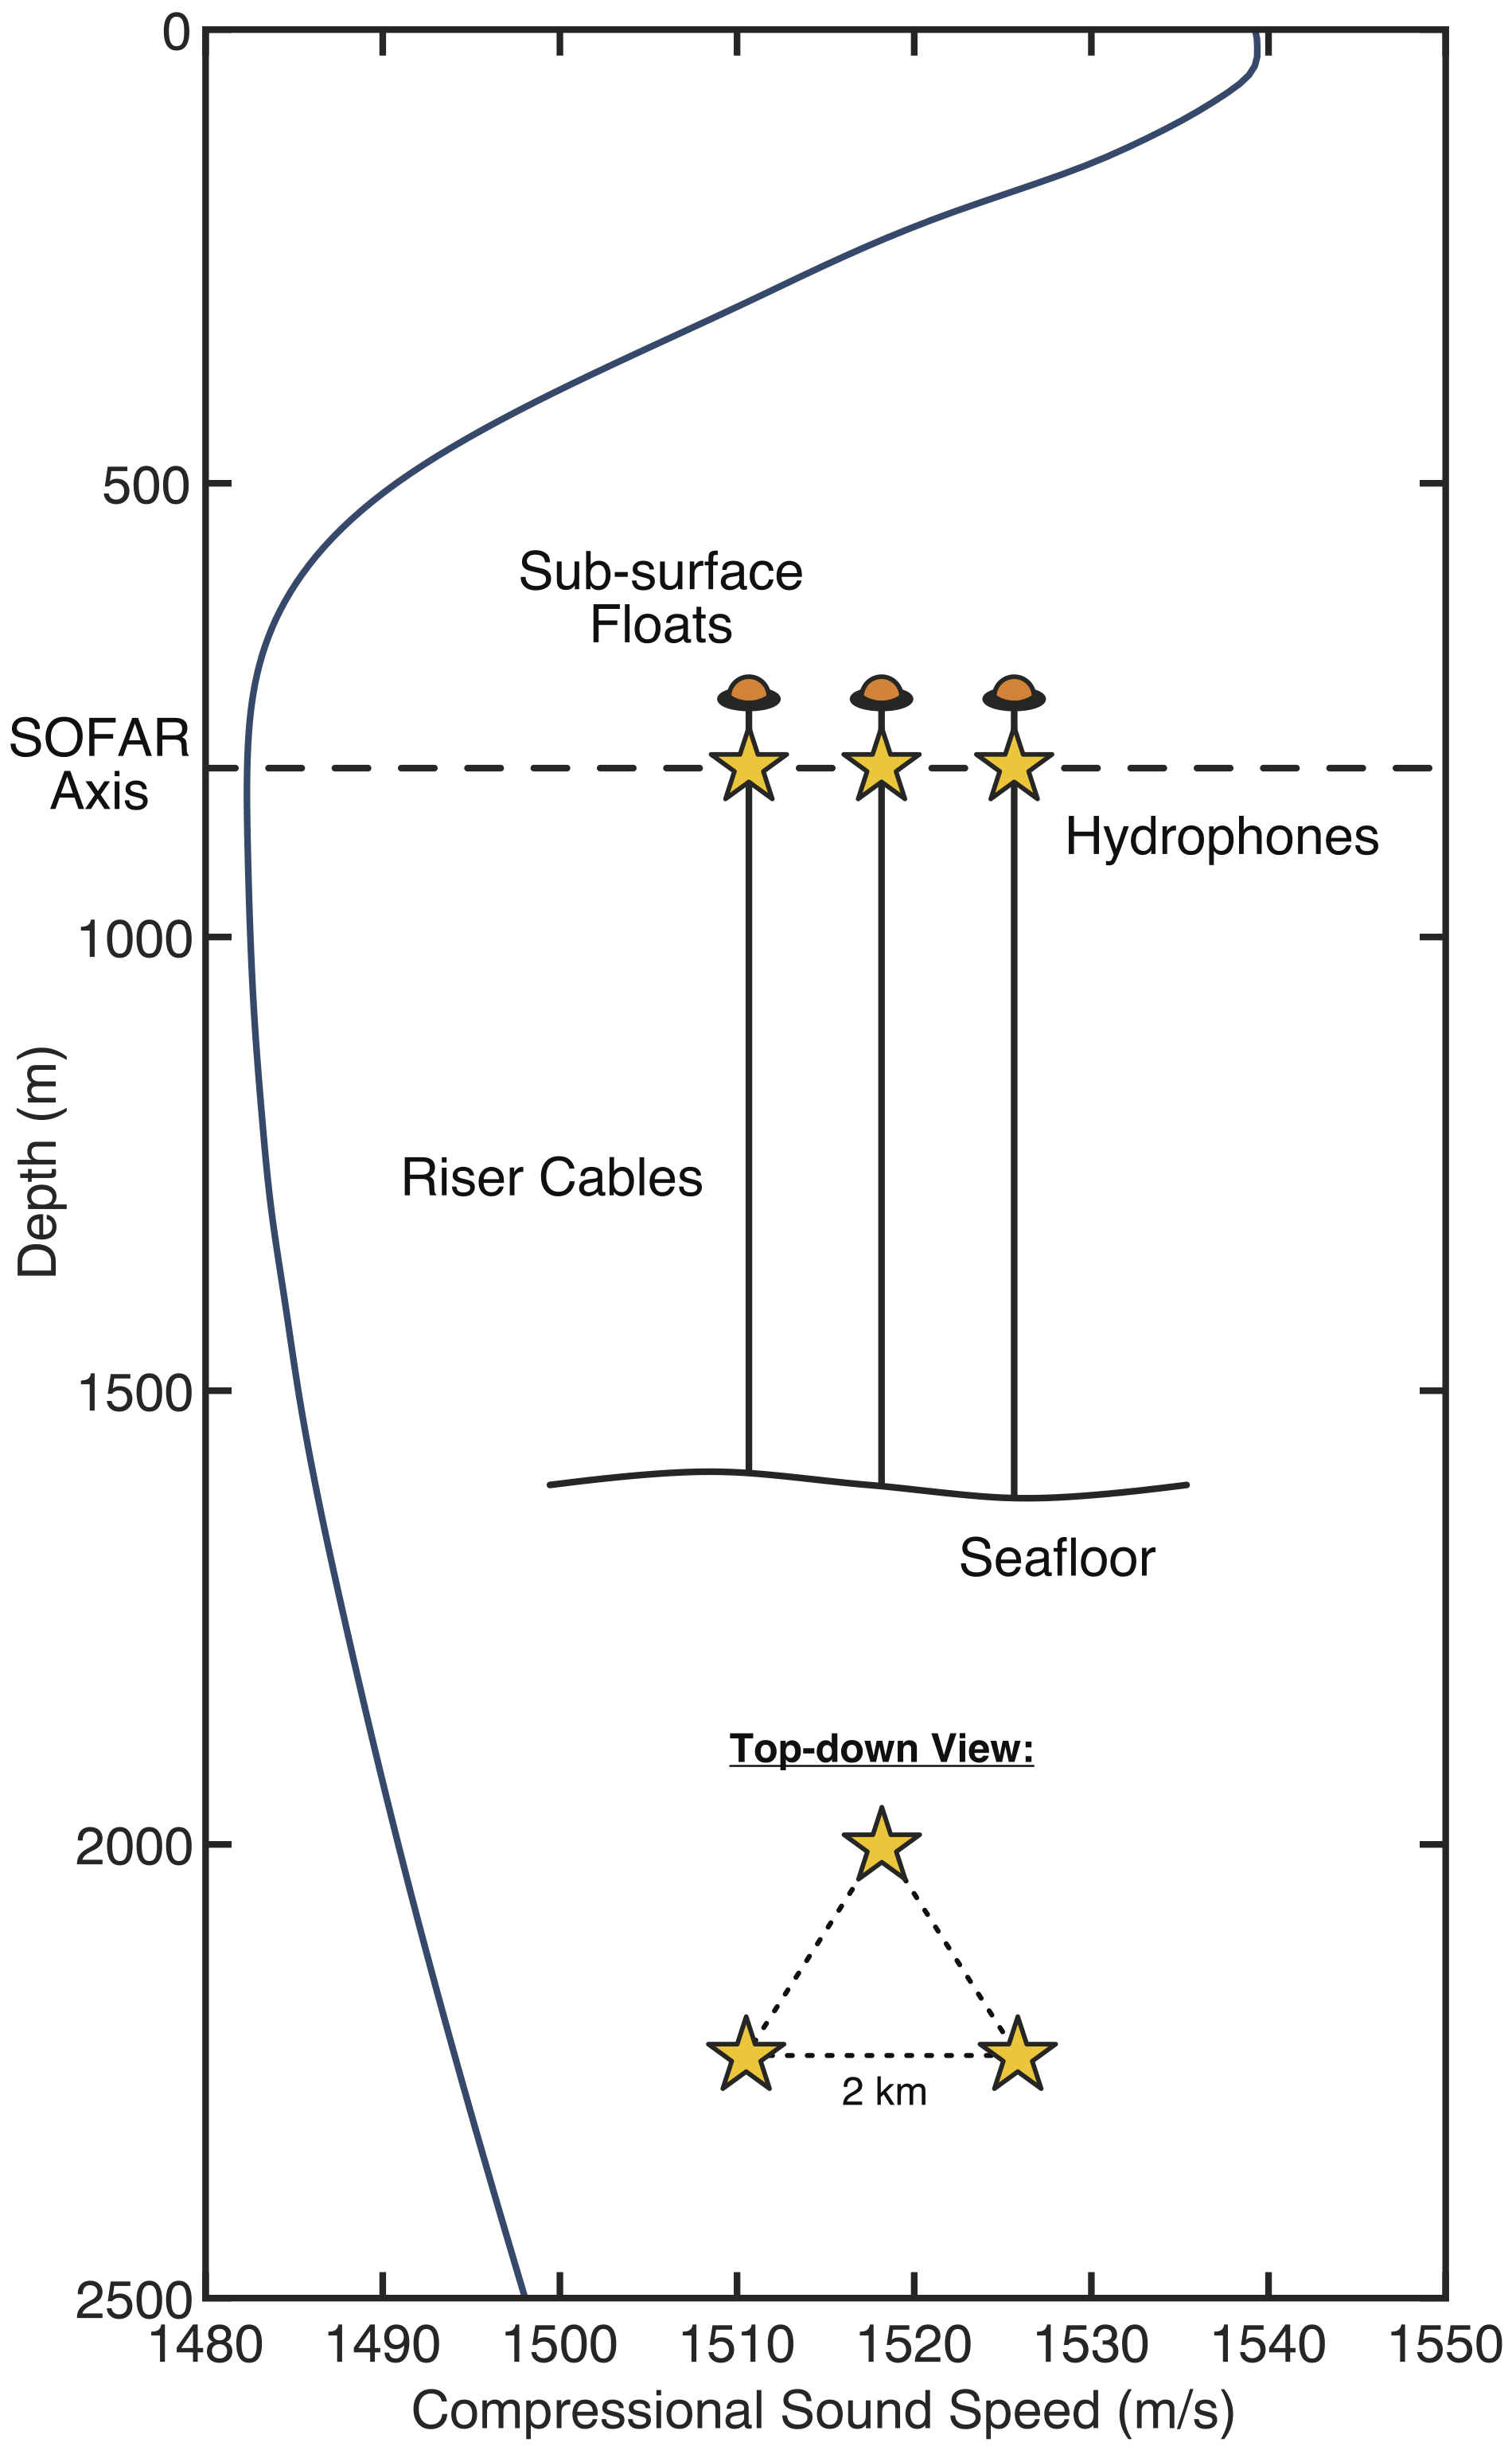 0
500
Sub-surface
Floats
SOFAR
Axis
Hydrophones
1000
Depth (m)
Riser Cables
1500
Seafloor
Top-down View:
2000
2 km
2500
1480 1490 1500 1510 1520 1530 1540 1550
Compressional Sound Speed (m/s)